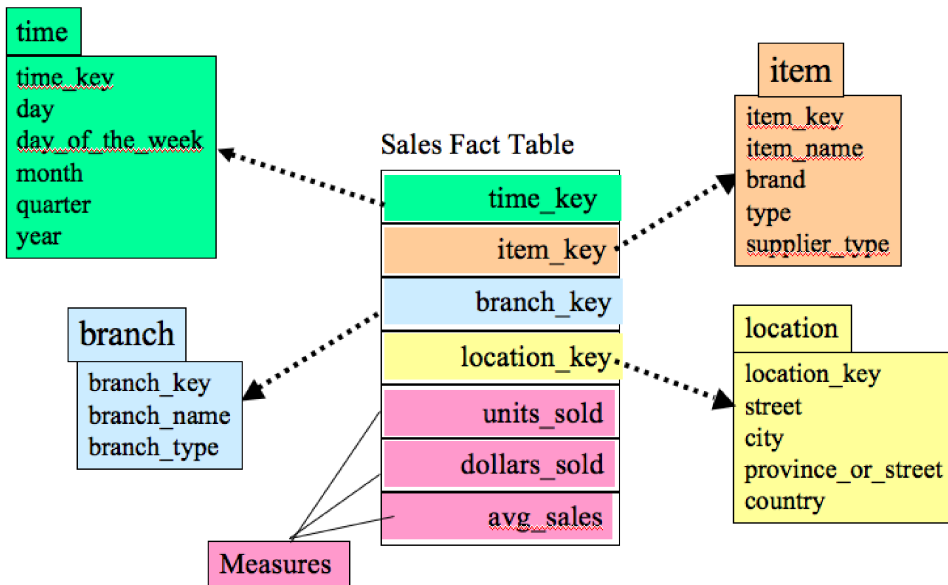 time
time_key
day
day_of_the_week
month
quarter
year
item
item_key
item_name
brand
type
supplier_type
Sales Fact Table
time_key
item_key
branch_key
location_key
units_sold
dollars_sold
avg_sales
Measures
branch
branch_key
branch_name
branch_type
location
location_key
street
city
province_or_street
country